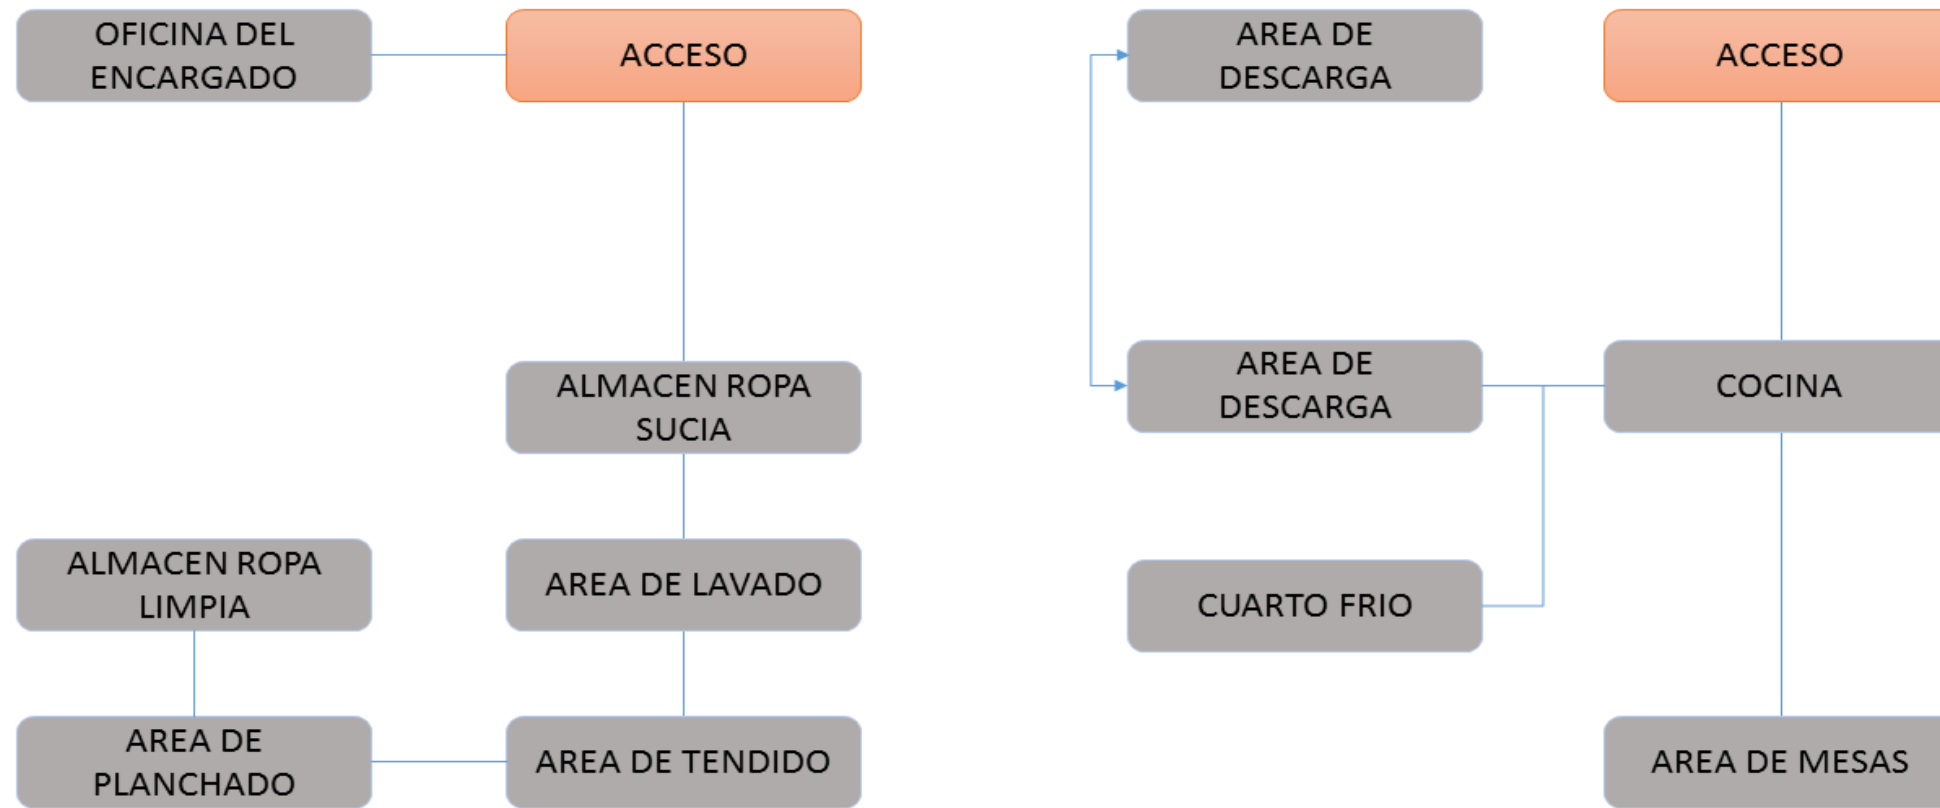 OFICINA DEL
ENCARGADO
ACCESO
ALMACEN ROPA
SUCIA
ALMACEN ROPA
LIMPIA
AREA DE LAVADO
AREA DE
PLANCHADO
AREA DE TENDIDO
AREA DE
DESCARGA
ACCESO
AREA DE
DESCARGA
COCINA
CUARTO FRIO
AREA DE MESAS